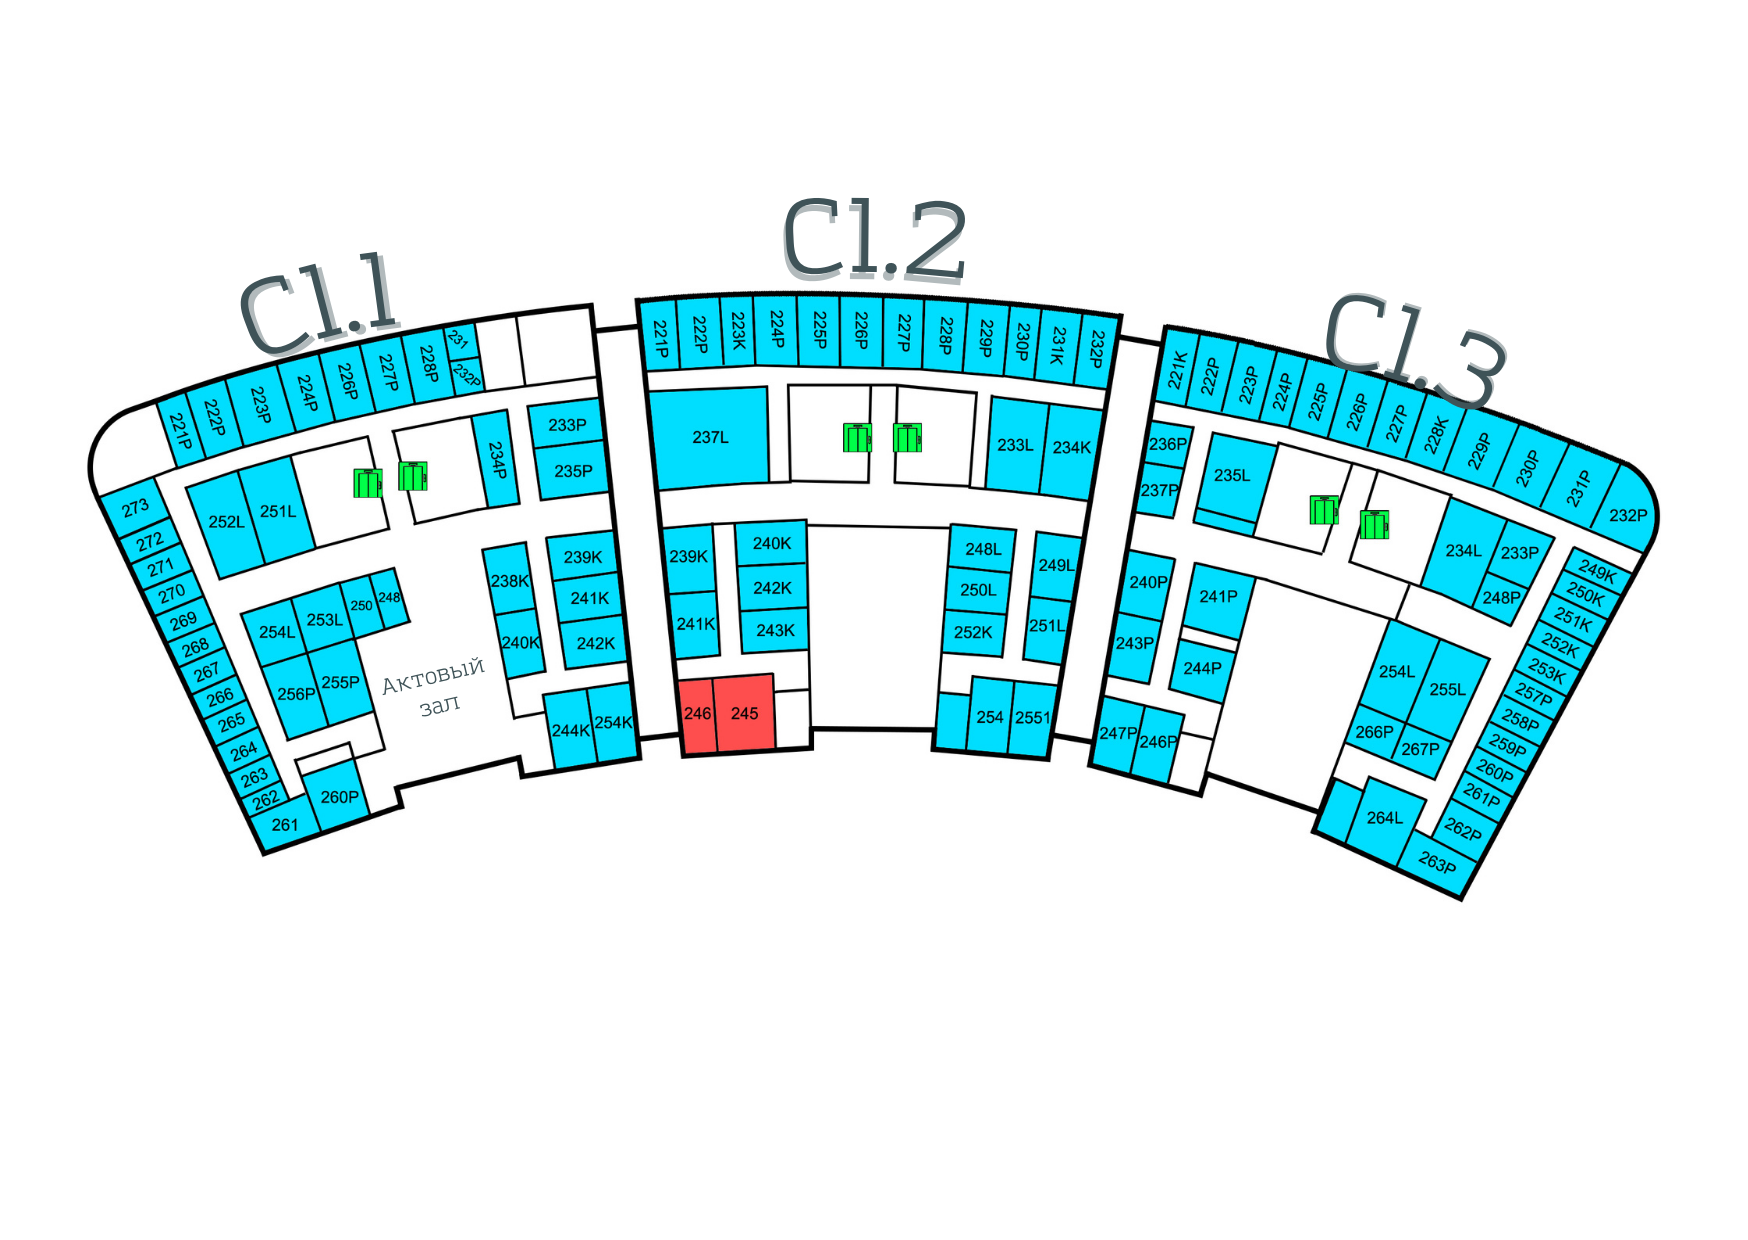 C1.1
C1.2
C1.3
221P
222P
223P
224P
226P
227P
228P
231
232P
233P
235P
234P
252L
251L
273
272
271
270
269
268
267
266
265
264
263
262
261
260P
254L
253L
250
248
256P
255P
Актовый
зал
238K
240K
239K
241K
242K
244K
254K
221P
222P
223K
224P
225P
226P
227P
228P
229P
230P
231K
232P
237L
233L
234K
239K
241K
240K
242K
243K
246
245
248L
250L
252K
249L
251L
254
2551
221K
222P
223P
224P
225P
226P
227P
228K
229P
230P
231P
232P
236P
237P
235L
234L
233P
248P
240P
243P
241P
244P
247P
246P
254L
255L
266P
267P
264L
249K
250K
251K
252K
253K
257P
258P
259P
260P
261P
262P
263P